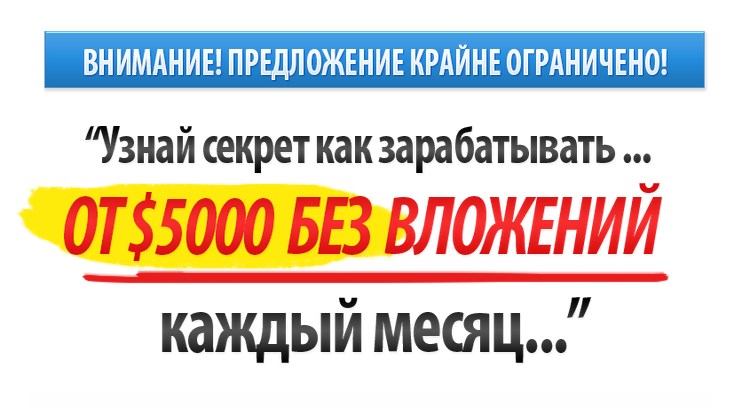 ВНИМАНИЕ! ПРЕДЛОЖЕНИЕ КРАЙНЕ ОГРАНИЧЕНО!
“Узнай секрет как зарабатывать ...
ОТ $5000 БЕЗ ВЛОЖЕНИЙ
каждый месяц...”